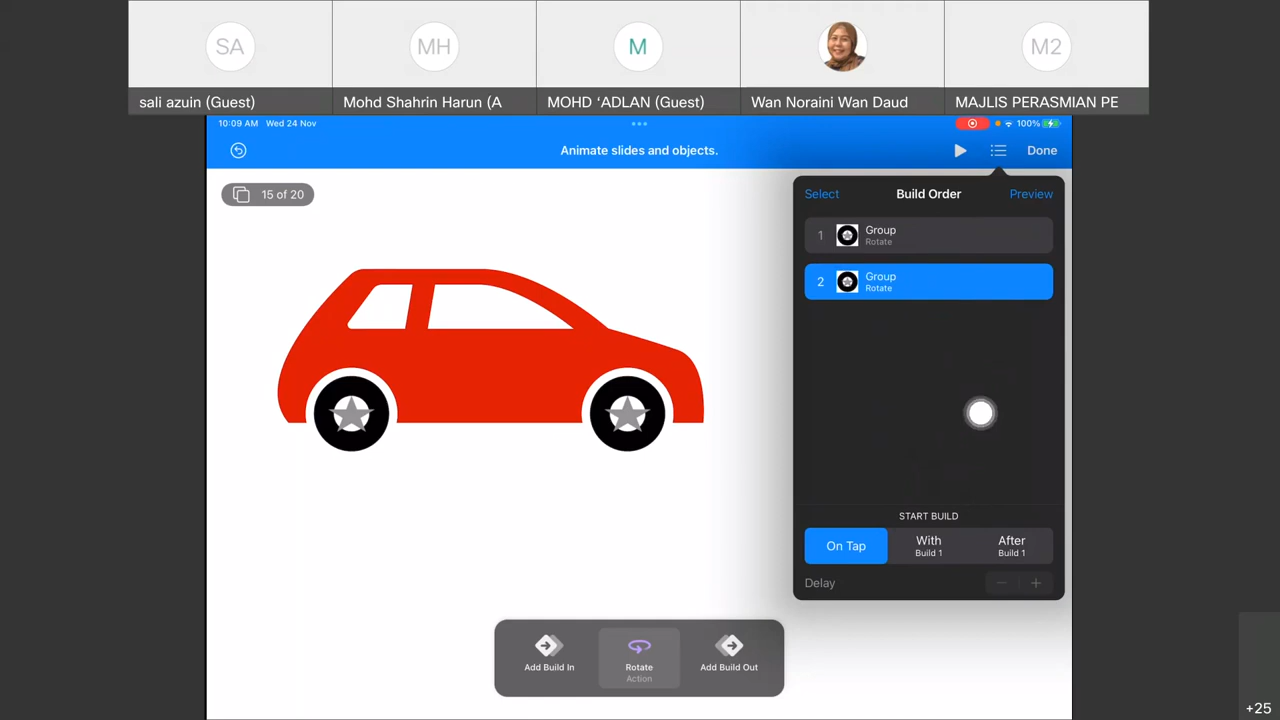 SA
MH
M
M2
sali azuin (Guest)
Mohd Shahrin Harun (A
MOHD ‘ADLAN (Guest)
Wan Noraini Wan Daud
MAJLIS PERASMIAN PE
10:09 AM Wed 24 Nov
100%
Animate slides and objects.
Done
15 of 20
Select
Build Order
Preview
1
Group
Rotate
2
Group
Rotate
START BUILD
On Tap
With
Build 1
After
Build 1
Delay
Add Build In
Rotate
Action
Add Build Out
+25